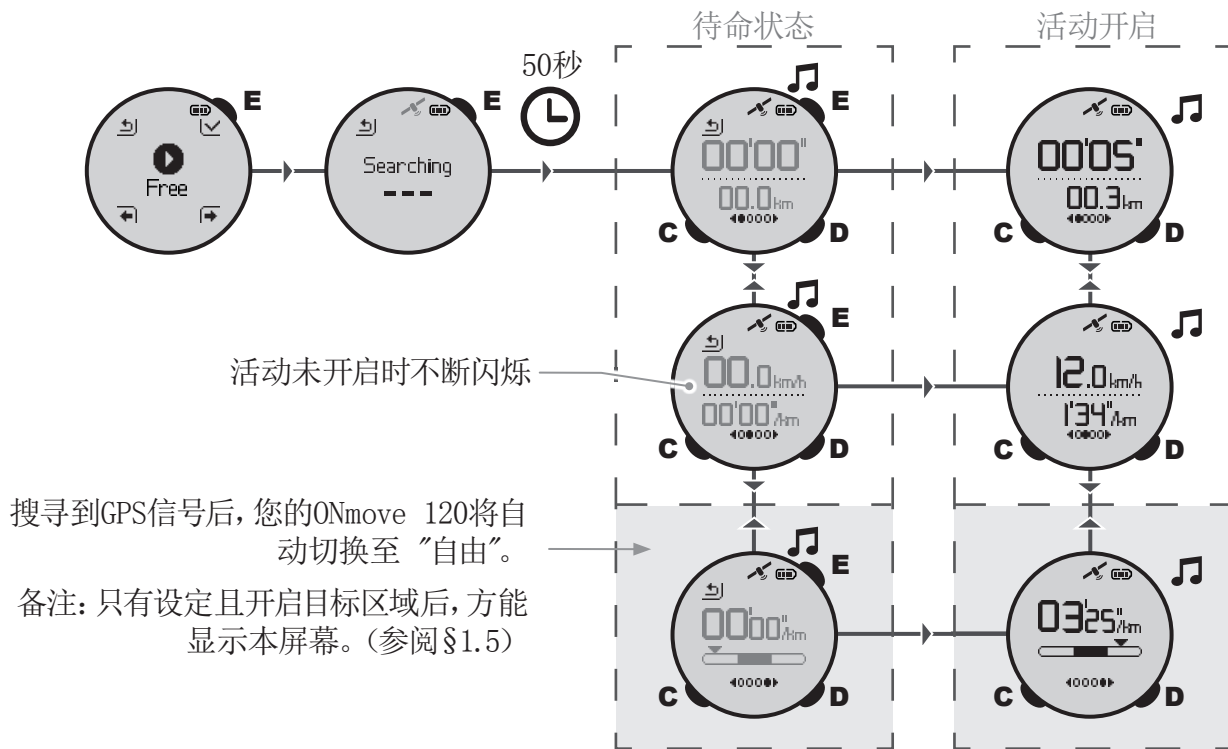 待命状态
活动开启
50秒
E
Free
E
Searching
E
00'00"
00.0km
C
D
00'05"
00.3km
C
D
活动未开启时不断闪烁
E
00.0km/h
00'00"/km
C
D
12.0km/h
1'34"/km
C
D
搜寻到GPS信号后，您的ONmove 120将自
动切换至 "自由"。
备注：只有设定且开启目标区域后，方能
显示本屏幕。(参阅§1.5)
E
00'00"/km
C
D
03'25"/km
C
D